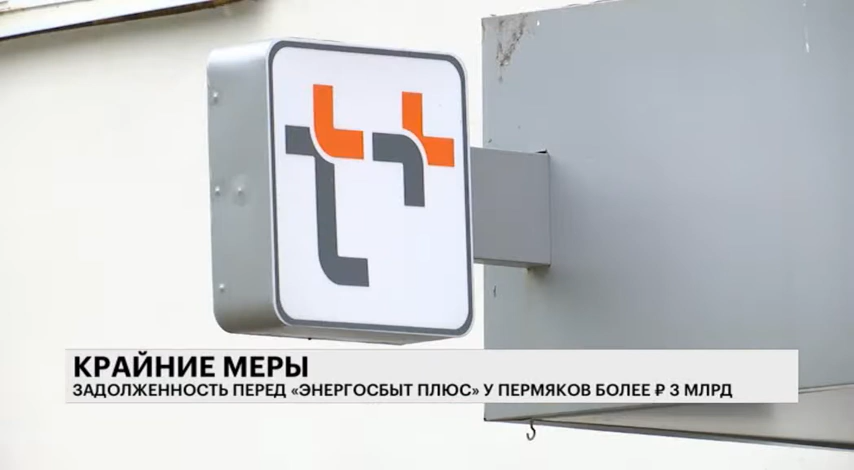 КРАЙНИЕ МЕРЫ
ЗАДОЛЖЕННОСТЬ ПЕРЕД «ЭНЕРГОСБЫТ ПЛЮС» У ПЕРМЯКОВ БОЛЕЕ ₽ 3 МЛРД